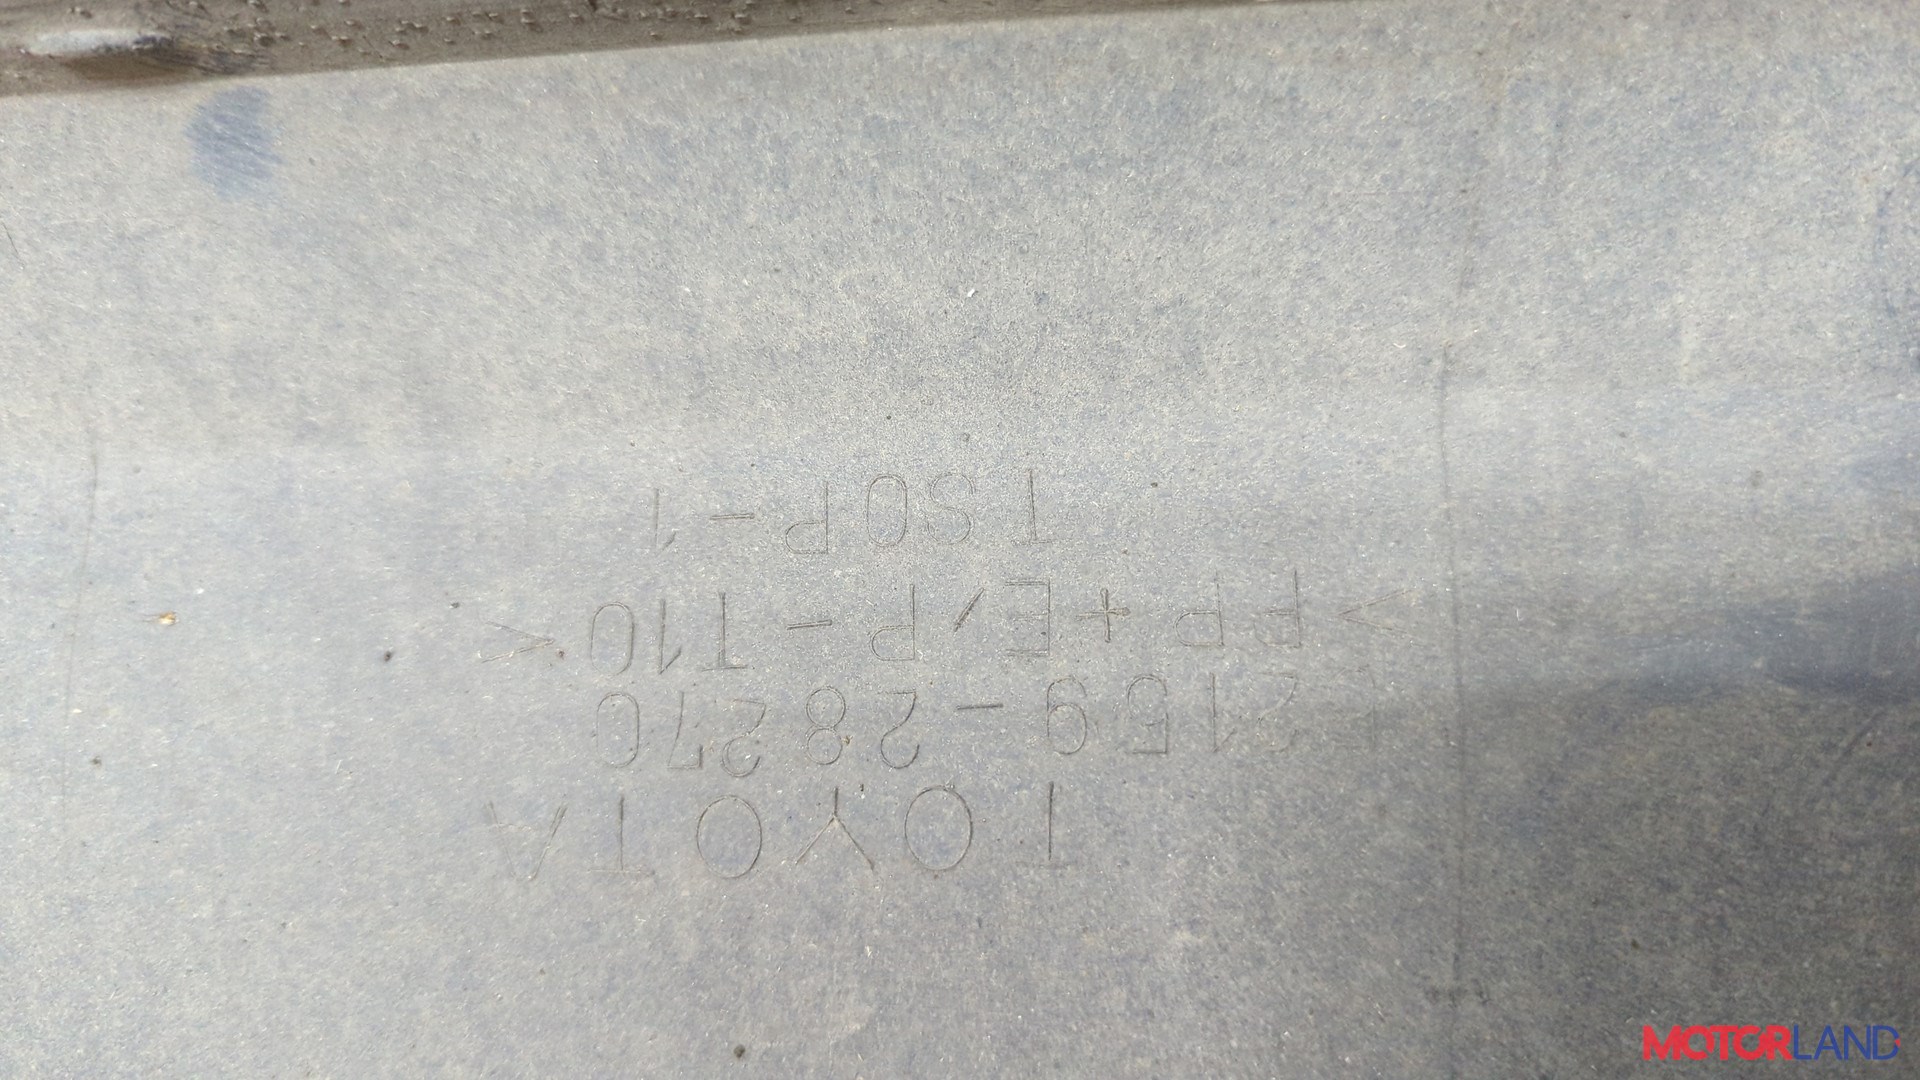 TOYOTA
52159-28270
>PP+E/P-T10<
TSOP-1
MOTORLAND